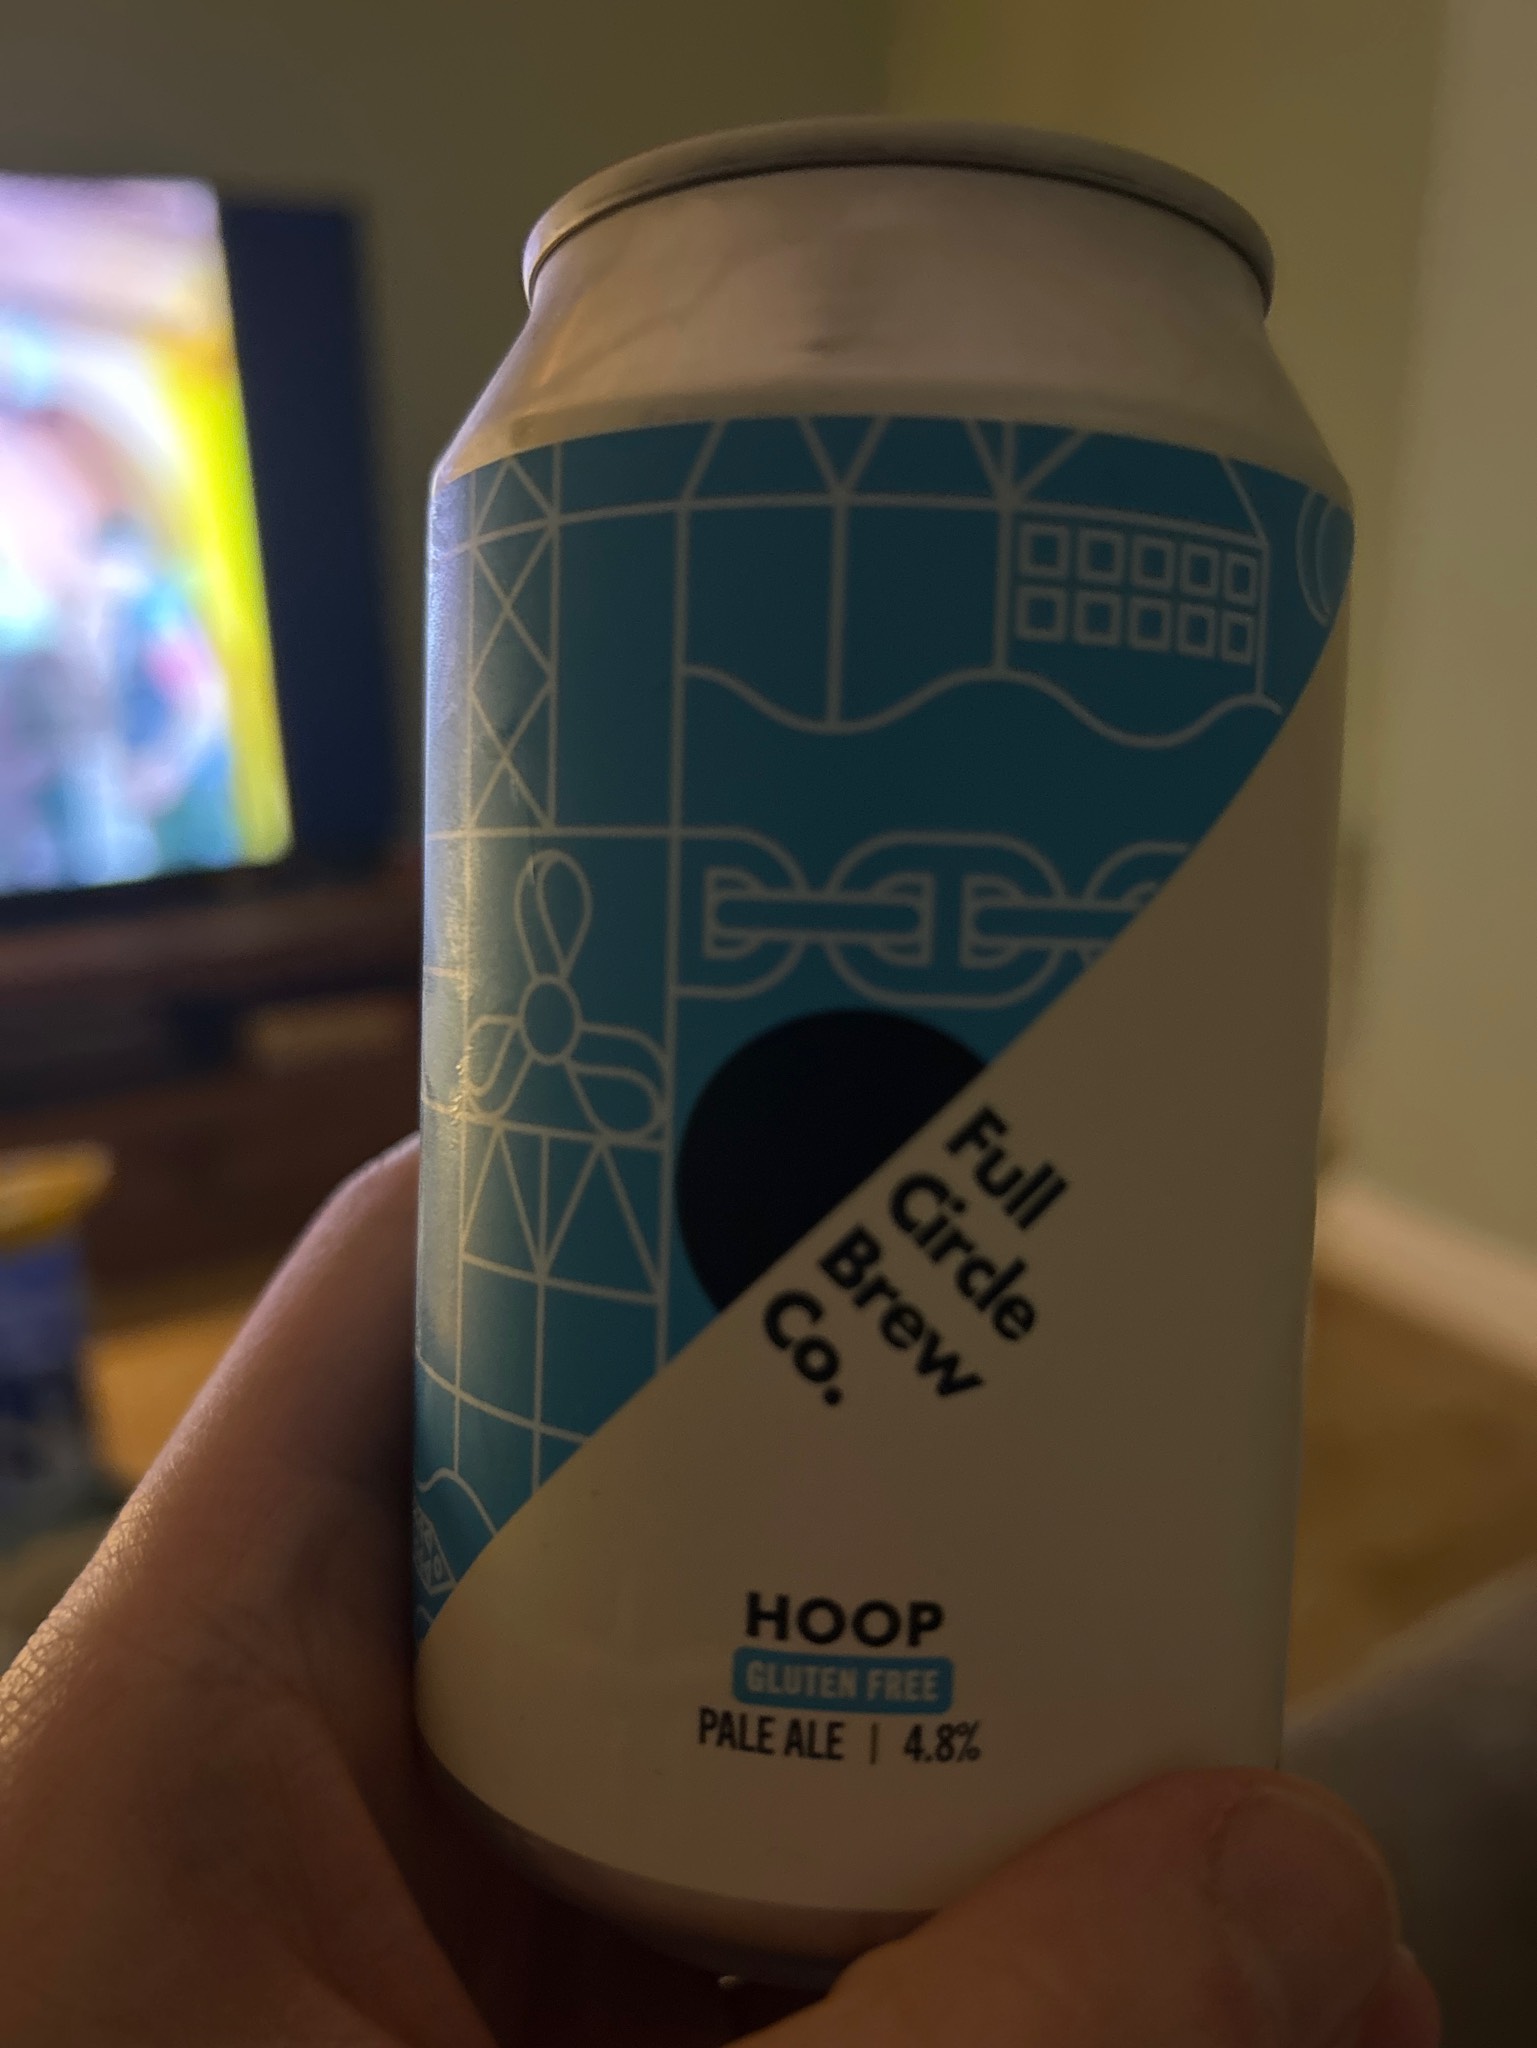 Full
Circle
Brew
Co.
HOOP
GLUTEN FREE
PALE ALE | 4.8%